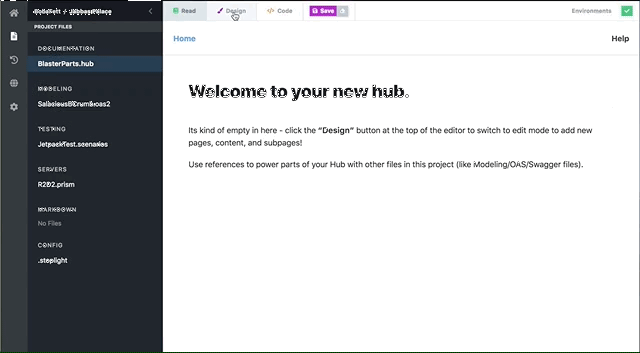 BobaFett / JabbasPlace
Read
Design
Code
Save
Environments
PROJECT FILES
DOCUMENTATION
BlasterParts.hub
MODELING
TESTING
JetpackTest.scenarios
SERVERS
R2D2.prism
MARKDOWN
No Files
CONFIG
.stoplight
Home
Help
Welcome to your new hub.
Its kind of empty in here - click the "Design" button at the top of the editor to switch to edit mode to add new
pages, content, and subpages!
Use references to power parts of your Hub with other files in this project (like Modeling/OAS/Swagger files).